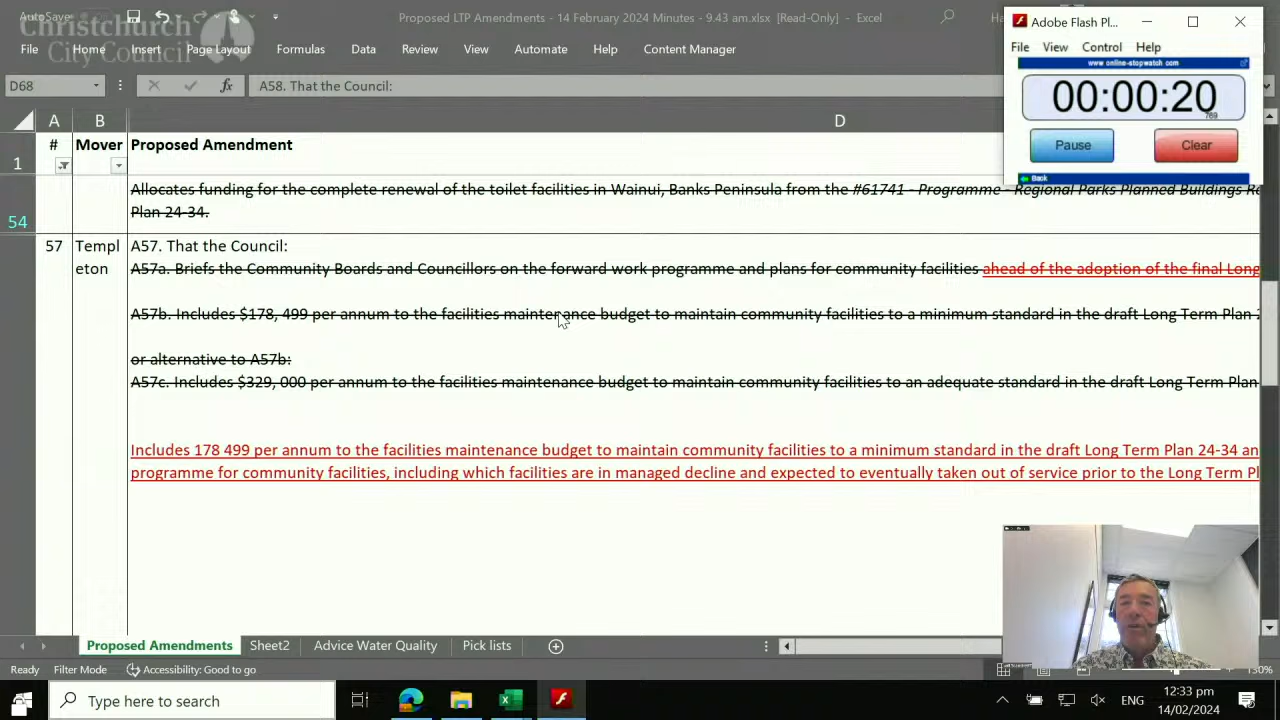 AutoSave
Proposed LTP Amendments - 14 February 2024 Minutes - 9.43 am.xlsx [Read-Only] - Excel
Christchurch
City Council
File Home Insert Page Layout Formulas Data Review View Automate Help Content Manager
D68 fx A58. That the Council:
Adobe Flash Pl...
File View Control Help
www.online-stopwatch.com
00:00:20
769
Pause Clear
Back
A B D
1 # Mover Proposed Amendment
Allocates funding for the complete renewal of the toilet facilities in Wainui, Banks Peninsula from the #61741 - Programme - Regional Parks Planned Buildings
54 Plan 24-34.
57 Templ A57. That the Council:
eton A57a. Briefs the Community Boards and Councillors on the forward work programme and plans for community facilities ahead of the adoption of the final Long
A57b. Includes $178, 499 per annum to the facilities maintenance budget to maintain community facilities to a minimum standard in the draft Long Term Plan
or alternative to A57b:
A57c. Includes $329, 000 per annum to the facilities maintenance budget to maintain community facilities to an adequate standard in the draft Long Term Plan
Includes 178 499 per annum to the facilities maintenance budget to maintain community facilities to a minimum standard in the draft Long Term Plan 24-34 an
programme for community facilities, including which facilities are in managed decline and expected to eventually taken out of service prior to the Long Term Pl
Proposed Amendments Sheet2 Advice Water Quality Pick lists
Ready Filter Mode Accessibility: Good to go 130%
Type here to search
ENG
12:33 pm
14/02/2024